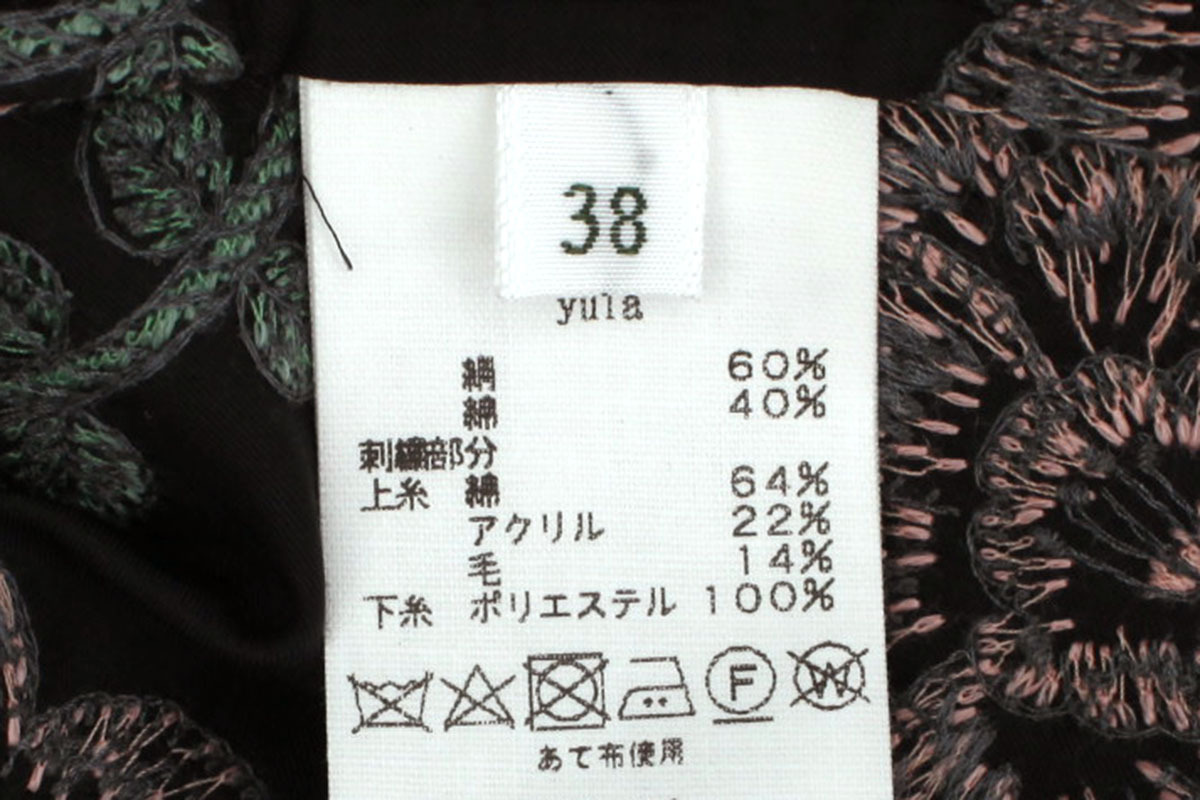 38
yula
絹 60%
綿 40%
刺繍部分
上糸 綿 64%
アクリル 22%
毛 14%
下糸 ポリエステル 100%
F W
あて布使用